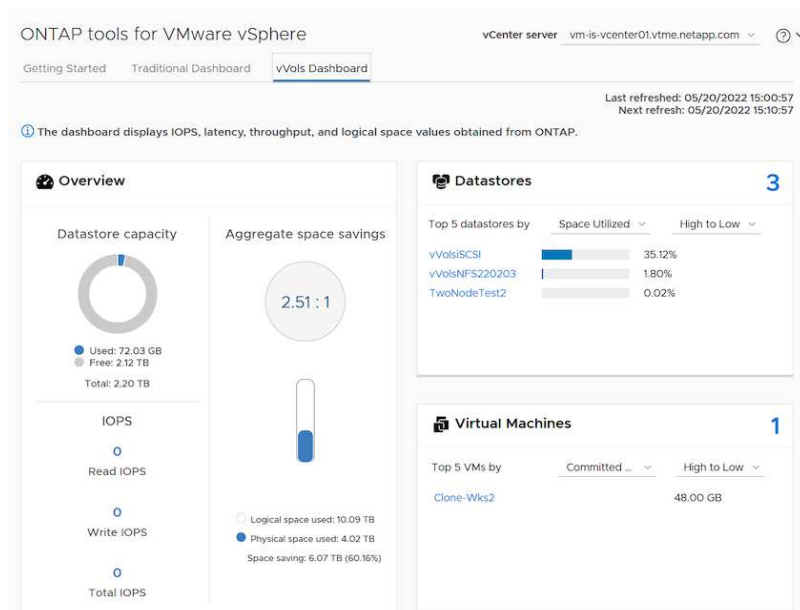 ONTAP tools for VMware vSphere
vCenter server vm-is-vcenter01.vtme.netapp.com
Getting Started Traditional Dashboard vVols Dashboard
Last refreshed: 05/20/2022 15:00:57
Next refresh: 05/20/2022 15:10:57
The dashboard displays IOPS, latency, throughput, and logical space values obtained from ONTAP.
Overview
Datastore capacity
Used: 72.03 GB
Free: 2.12 TB
Total: 2.20 TB
IOPS
0
Read IOPS
0
Write IOPS
0
Total IOPS
Aggregate space savings
2.51 : 1
Logical space used: 10.09 TB
Physical space used: 4.02 TB
Space saving: 6.07 TB (60.16%)
Datastores 3
Top 5 datastores by Space Utilized High to Low
vVolsiSCSI 35.12%
vVolsNFS220203 1.80%
TwoNodeTest2 0.02%
Virtual Machines 1
Top 5 VMs by Committed ... High to Low
Clone-Wks2 48.00 GB